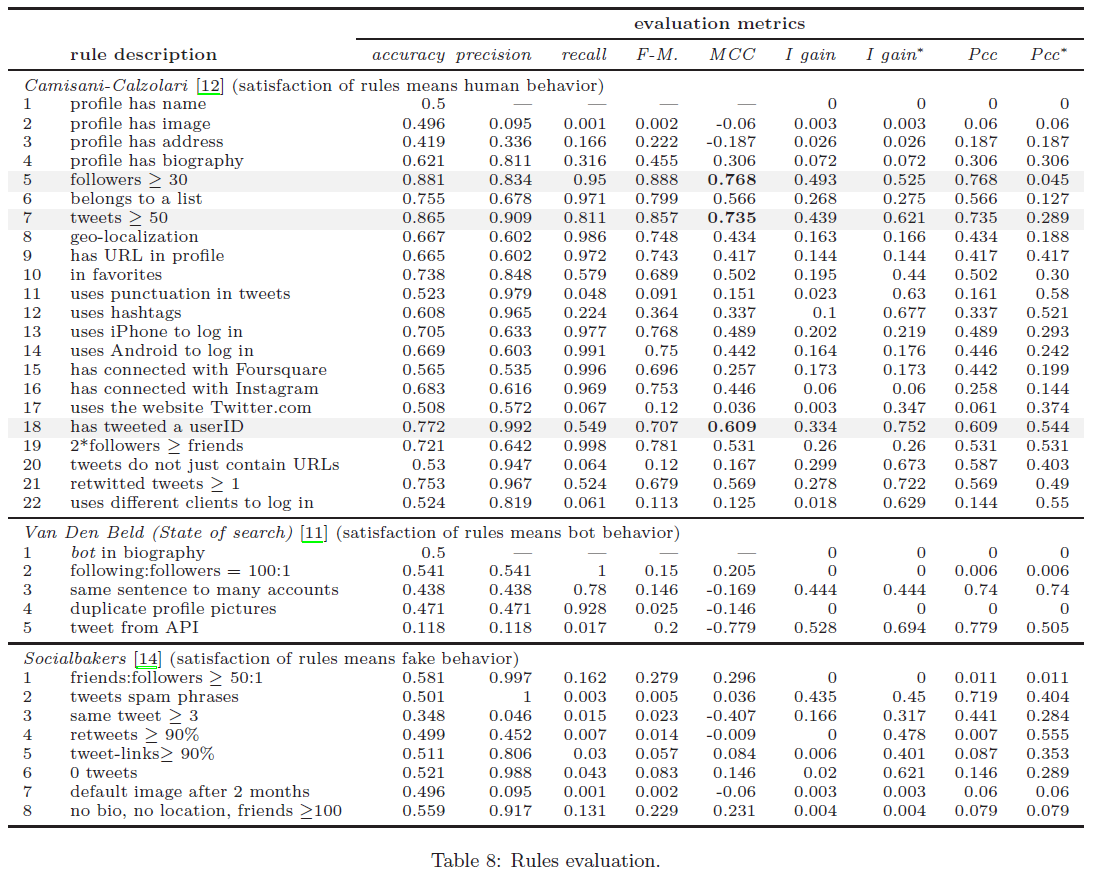 evaluation metrics
rule description accuracy precision recall F-M. MCC I gain I gain* Pcc Pcc*
Camisani-Calzolari [12] (satisfaction of rules means human behavior)
1 profile has name 0.5 — — — — 0 0 0 0
2 profile has image 0.496 0.095 0.001 0.002 -0.06 0.003 0.003 0.06 0.06
3 profile has address 0.419 0.336 0.166 0.222 -0.187 0.026 0.026 0.187 0.187
4 profile has biography 0.621 0.811 0.316 0.455 0.306 0.072 0.072 0.306 0.306
5 followers ≥ 30 0.881 0.834 0.95 0.888 0.768 0.493 0.525 0.768 0.045
6 belongs to a list 0.755 0.678 0.971 0.799 0.566 0.268 0.275 0.566 0.127
7 tweets ≥ 50 0.865 0.909 0.811 0.857 0.735 0.439 0.621 0.735 0.289
8 geo-localization 0.667 0.602 0.986 0.748 0.434 0.163 0.166 0.434 0.188
9 has URL in profile 0.665 0.602 0.972 0.743 0.417 0.144 0.144 0.417 0.417
10 in favorites 0.738 0.848 0.579 0.689 0.502 0.195 0.44 0.502 0.30
11 uses punctuation in tweets 0.523 0.979 0.048 0.091 0.151 0.023 0.63 0.161 0.58
12 uses hashtags 0.608 0.965 0.224 0.364 0.337 0.1 0.677 0.337 0.521
13 uses iPhone to log in 0.705 0.633 0.977 0.768 0.489 0.202 0.219 0.489 0.293
14 uses Android to log in 0.669 0.603 0.991 0.75 0.442 0.164 0.176 0.446 0.242
15 has connected with Foursquare 0.565 0.535 0.996 0.696 0.257 0.173 0.173 0.442 0.199
16 has connected with Instagram 0.683 0.616 0.969 0.753 0.446 0.06 0.06 0.258 0.144
17 uses the website Twitter.com 0.508 0.572 0.067 0.12 0.036 0.003 0.347 0.061 0.374
18 has tweeted a userID 0.772 0.992 0.549 0.707 0.609 0.334 0.752 0.609 0.544
19 2*followers ≥ friends 0.721 0.642 0.998 0.781 0.531 0.26 0.26 0.531 0.531
20 tweets do not just contain URLs 0.53 0.947 0.064 0.12 0.167 0.299 0.673 0.587 0.403
21 retwitted tweets ≥ 1 0.753 0.967 0.524 0.679 0.569 0.278 0.722 0.569 0.49
22 uses different clients to log in 0.524 0.819 0.061 0.113 0.125 0.018 0.629 0.144 0.55
Van Den Beld (State of search) [11] (satisfaction of rules means bot behavior)
1 bot in biography 0.5 — — — — 0 0 0 0
2 following:followers = 100:1 0.541 0.541 1 0.15 0.205 0 0 0.006 0.006
3 same sentence to many accounts 0.438 0.438 0.78 0.146 -0.169 0.444 0.444 0.74 0.74
4 duplicate profile pictures 0.471 0.471 0.928 0.025 -0.146 0 0 0 0
5 tweet from API 0.118 0.118 0.017 0.2 -0.779 0.528 0.694 0.779 0.505
Socialbakers [14] (satisfaction of rules means fake behavior)
1 friends:followers ≥ 50:1 0.581 0.997 0.162 0.279 0.296 0 0 0.011 0.011
2 tweets spam phrases 0.501 1 0.003 0.005 0.036 0.435 0.45 0.719 0.404
3 same tweet ≥ 3 0.348 0.046 0.015 0.023 -0.407 0.166 0.317 0.441 0.284
4 retweets ≥ 90% 0.499 0.452 0.007 0.014 -0.009 0 0.478 0.007 0.555
5 tweet-links≥ 90% 0.511 0.806 0.03 0.057 0.084 0.006 0.401 0.087 0.353
6 0 tweets 0.521 0.988 0.043 0.083 0.146 0.02 0.621 0.146 0.289
7 default image after 2 months 0.496 0.095 0.001 0.002 -0.06 0.003 0.003 0.06 0.06
8 no bio, no location, friends ≥100 0.559 0.917 0.131 0.229 0.231 0.004 0.004 0.079 0.079
Table 8: Rules evaluation.